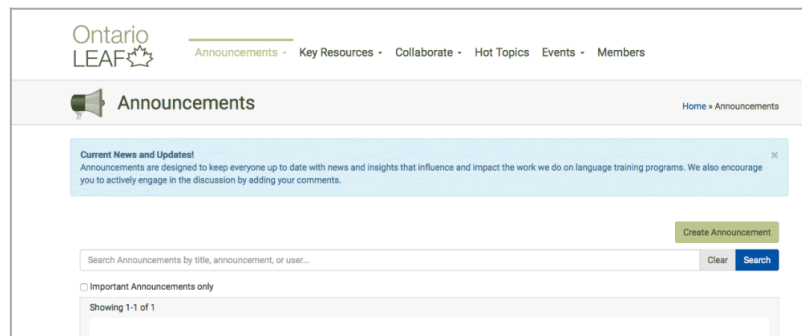 Ontario
LEAF
Announcements Key Resources Collaborate Hot Topics Events Members
Announcements
Home » Announcements
Current News and Updates!
×
Announcements are designed to keep everyone up to date with news and insights that influence and impact the work we do on language training programs. We also encourage
you to actively engage in the discussion by adding your comments.
Create Announcement
Search Announcements by title, announcement, or user...
Clear Search
Important Announcements only
Showing 1-1 of 1